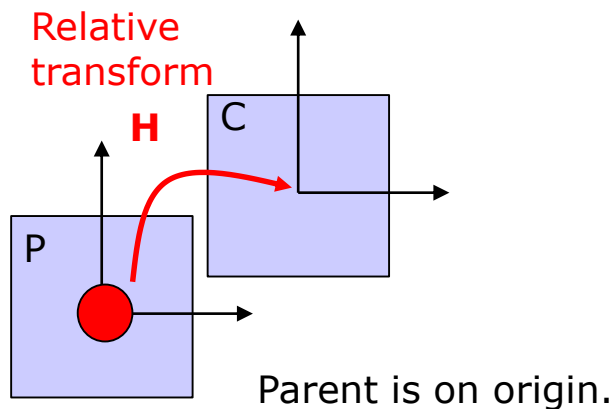 Relative
transform
H
C
P
Parent is on origin.